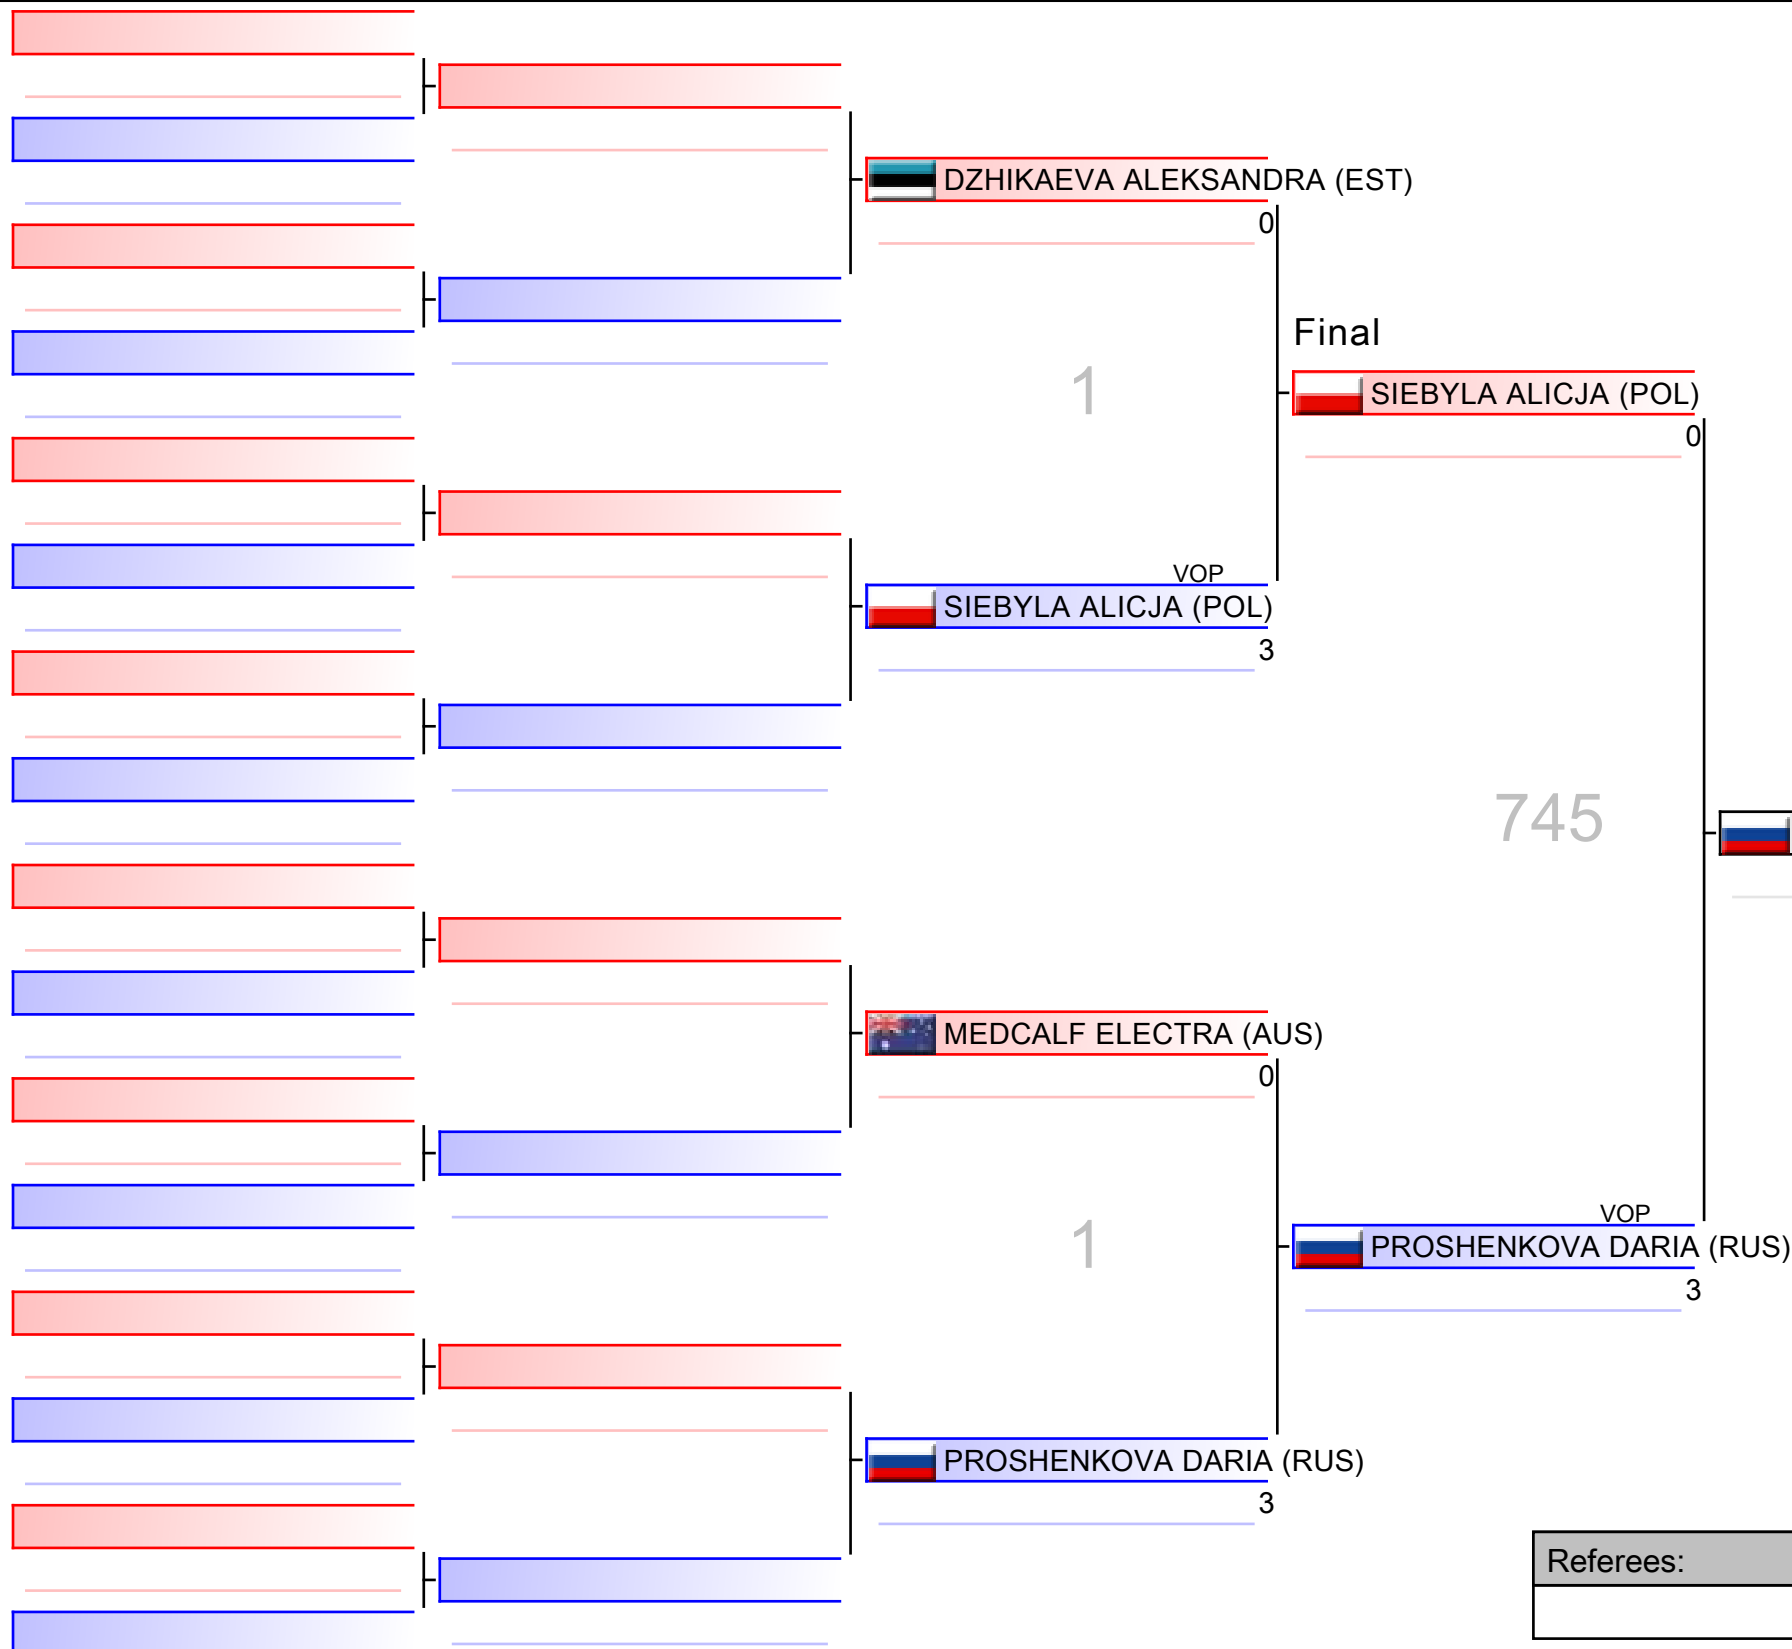 DZHIKAEVA ALEKSANDRA (EST)
0
Final
1
SIEBYLA ALICJA (POL)
0
VOP
SIEBYLA ALICJA (POL)
3
745
MEDCALF ELECTRA (AUS)
0
1
VOP
PROSHENKOVA DARIA (RUS)
3
PROSHENKOVA DARIA (RUS)
3
Referees: